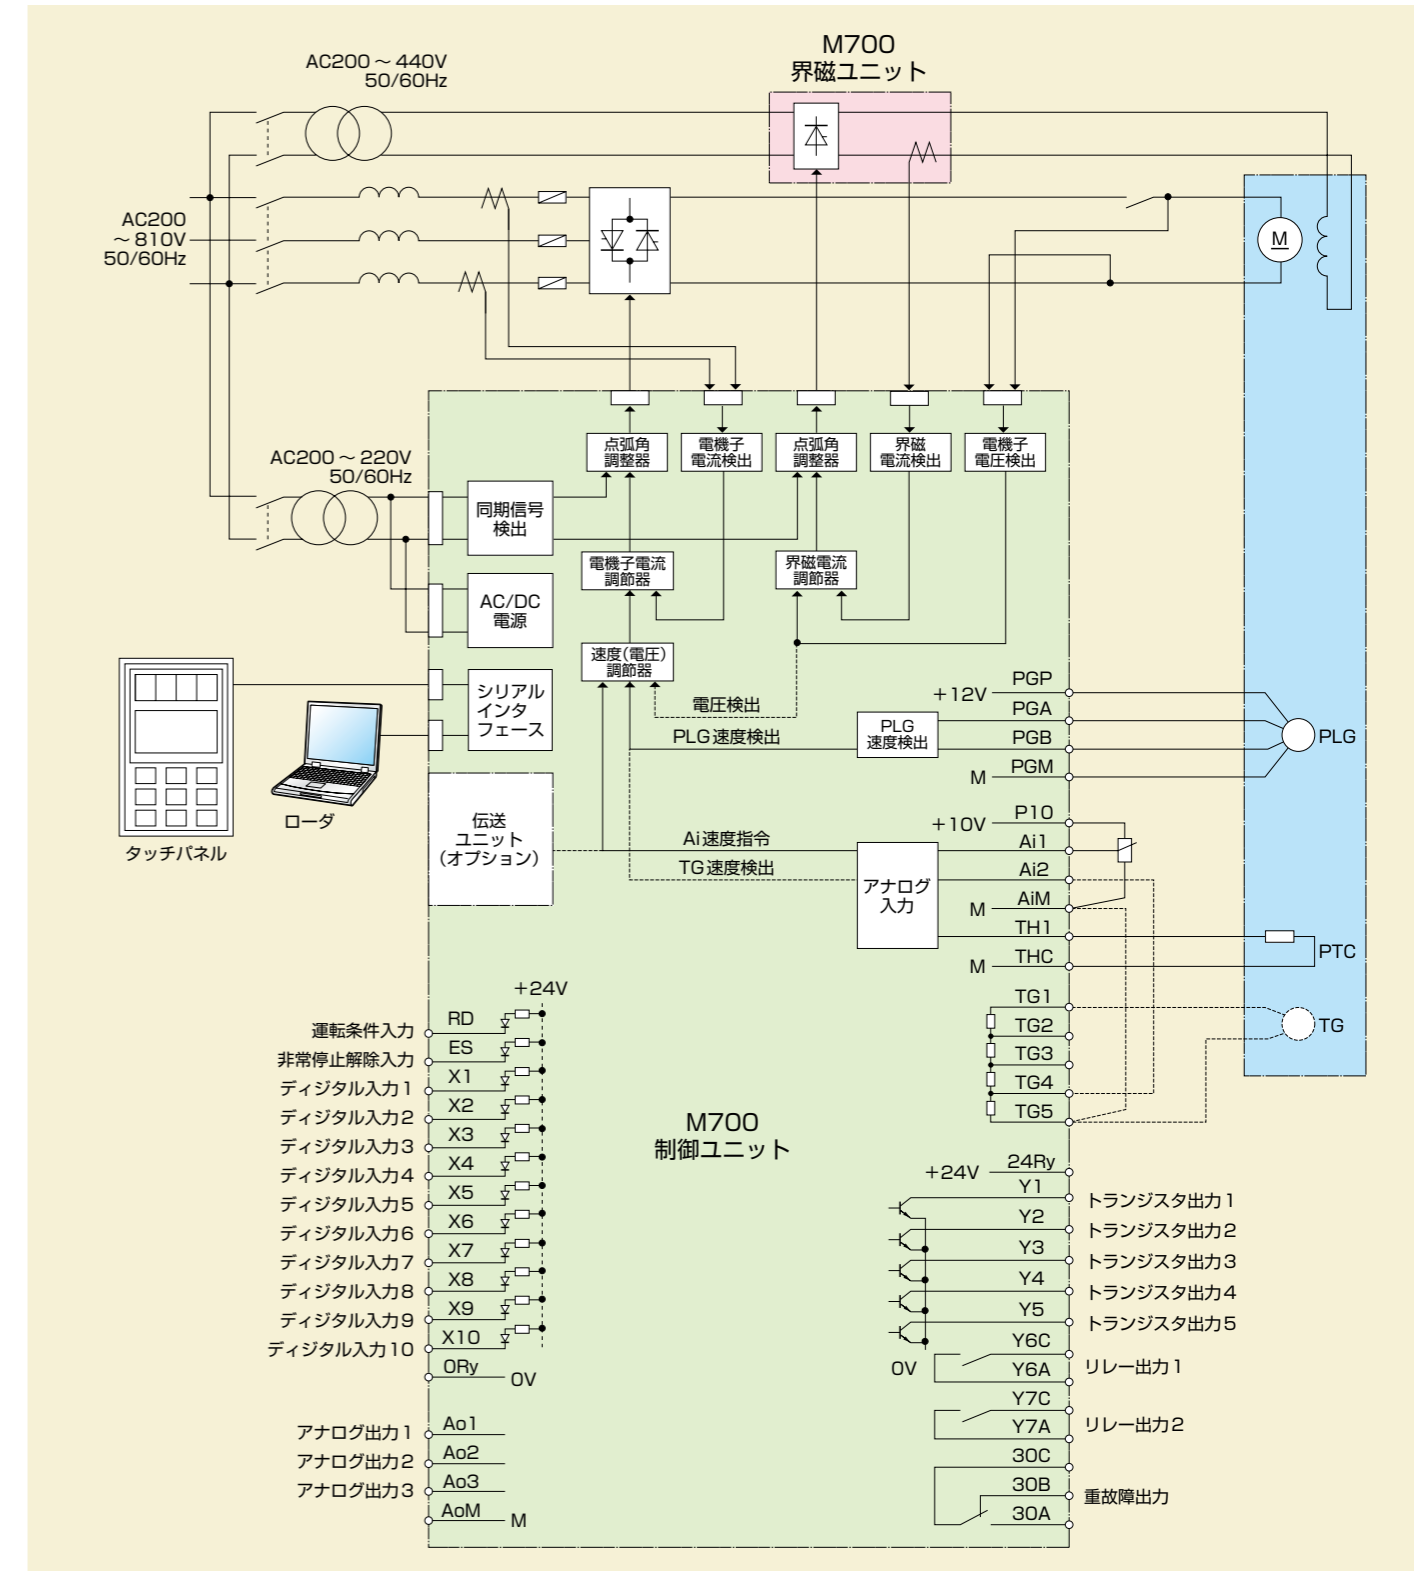 M700
界磁ユニット
AC200～440V
50/60Hz
AC200
～810V
50/60Hz
M
AC200～220V
50/60Hz
点弧角
調整器
電機子
電流検出
点弧角
調整器
界磁
電流検出
電機子
電圧検出
同期信号
検出
電機子電流
調節器
界磁電流
調節器
AC/DC
電源
速度(電圧)
調節器
シリアル
インタ
フェース
電圧検出
PLG速度検出
PLG
速度検出
+12V
PGP
PGA
PGB
M
PGM
PLG
タッチパネル
ローダ
伝送
ユニット
(オプション)
Ai速度指令
TG速度検出
アナログ
入力
+10V
P10
Ai1
Ai2
M
AiM
TH1
M
THC
PTC
TG1
TG2
TG3
TG4
TG5
TG
+24V
運転条件入力
RD
非常停止解除入力
ES
ディジタル入力1
X1
ディジタル入力2
X2
ディジタル入力3
X3
ディジタル入力4
X4
ディジタル入力5
X5
ディジタル入力6
X6
ディジタル入力7
X7
ディジタル入力8
X8
ディジタル入力9
X9
ディジタル入力10
X10
0Ry
0V
M700
制御ユニット
アナログ出力1
Ao1
アナログ出力2
Ao2
アナログ出力3
Ao3
AoM
M
+24V
24Ry
Y1
トランジスタ出力1
Y2
トランジスタ出力2
Y3
トランジスタ出力3
Y4
トランジスタ出力4
Y5
トランジスタ出力5
0V
Y6C
Y6A
リレー出力1
Y7C
Y7A
リレー出力2
30C
30B
30A
重故障出力